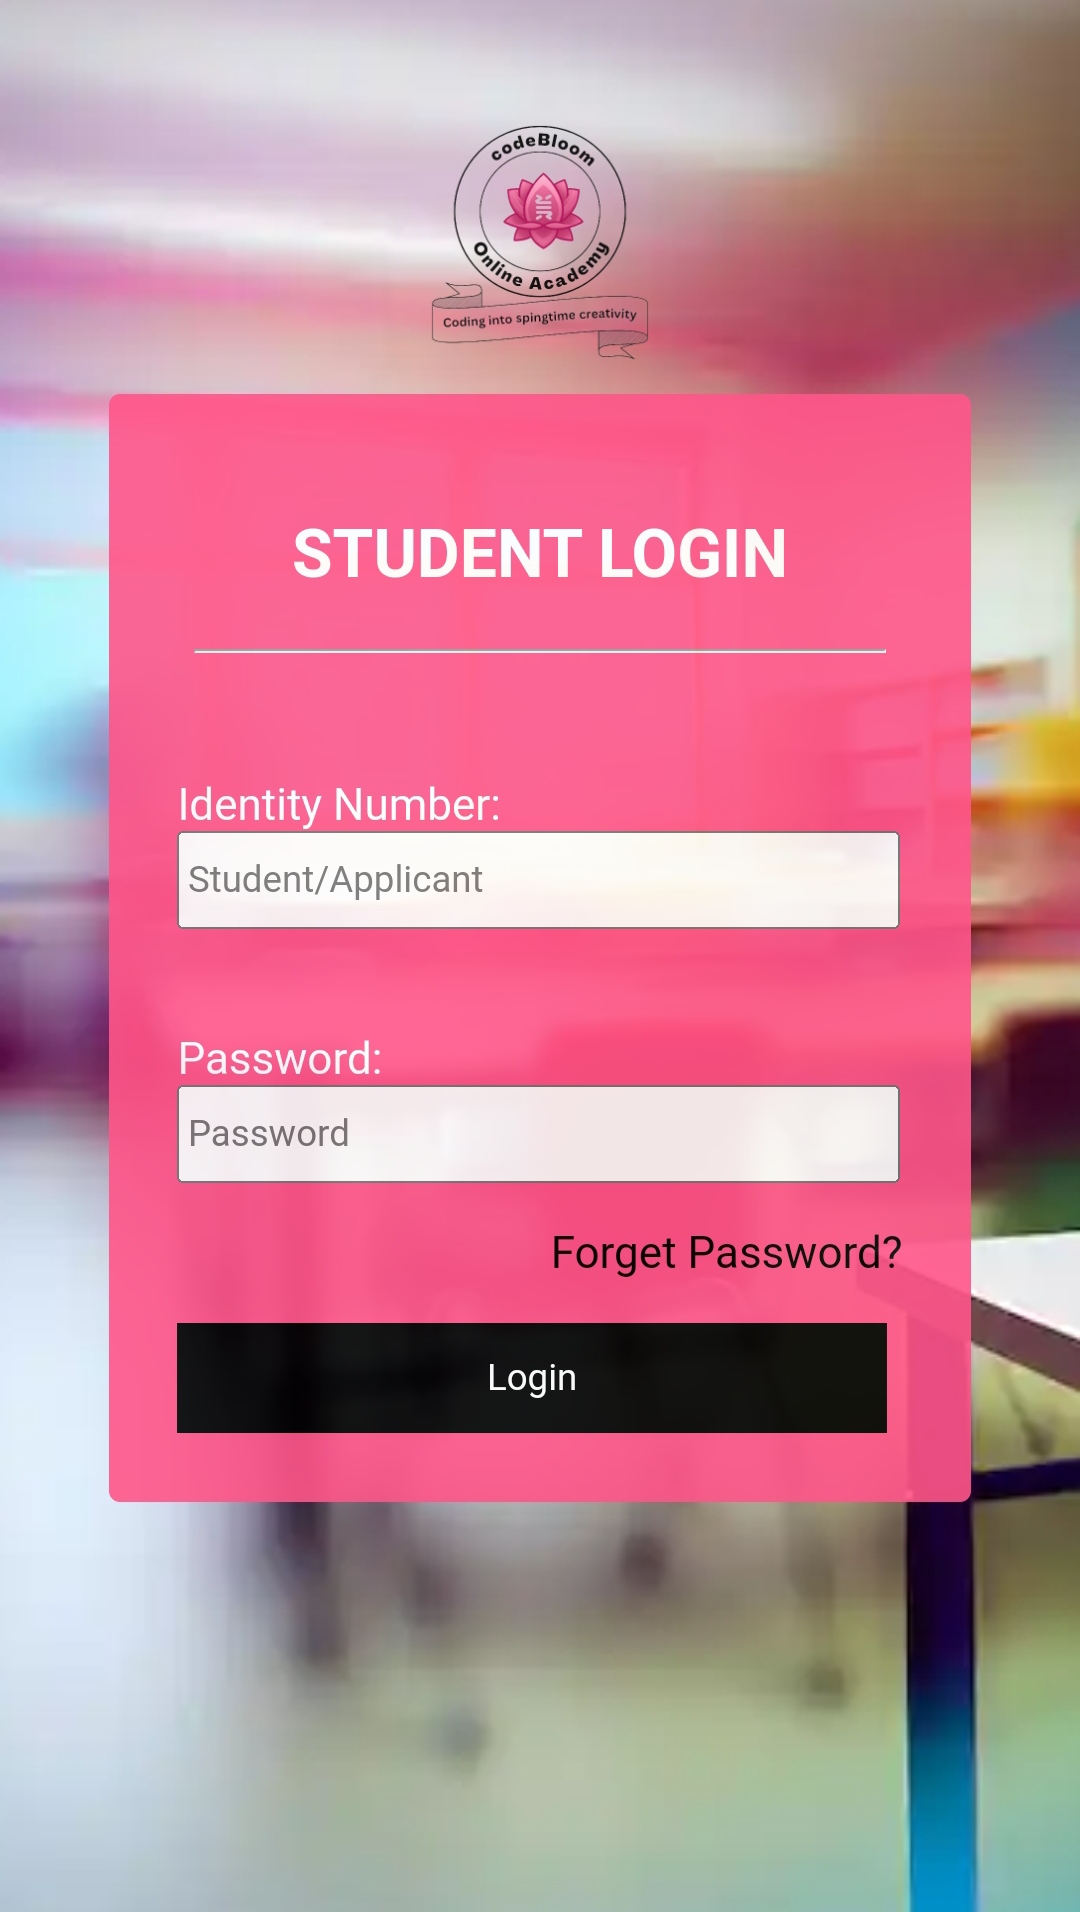 codeBloom
Online Academy
Coding into spingtime creativity
STUDENT LOGIN
Identity Number:
Student/Applicant
Password:
Password
Forget Password?
Login